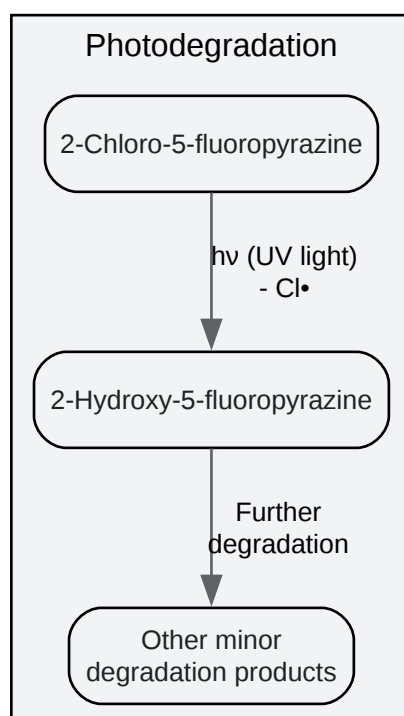 Photodegradation
2-Chloro-5-fluoropyrazine
hν (UV light)
- Cl•
2-Hydroxy-5-fluoropyrazine
Further
degradation
Other minor
degradation products